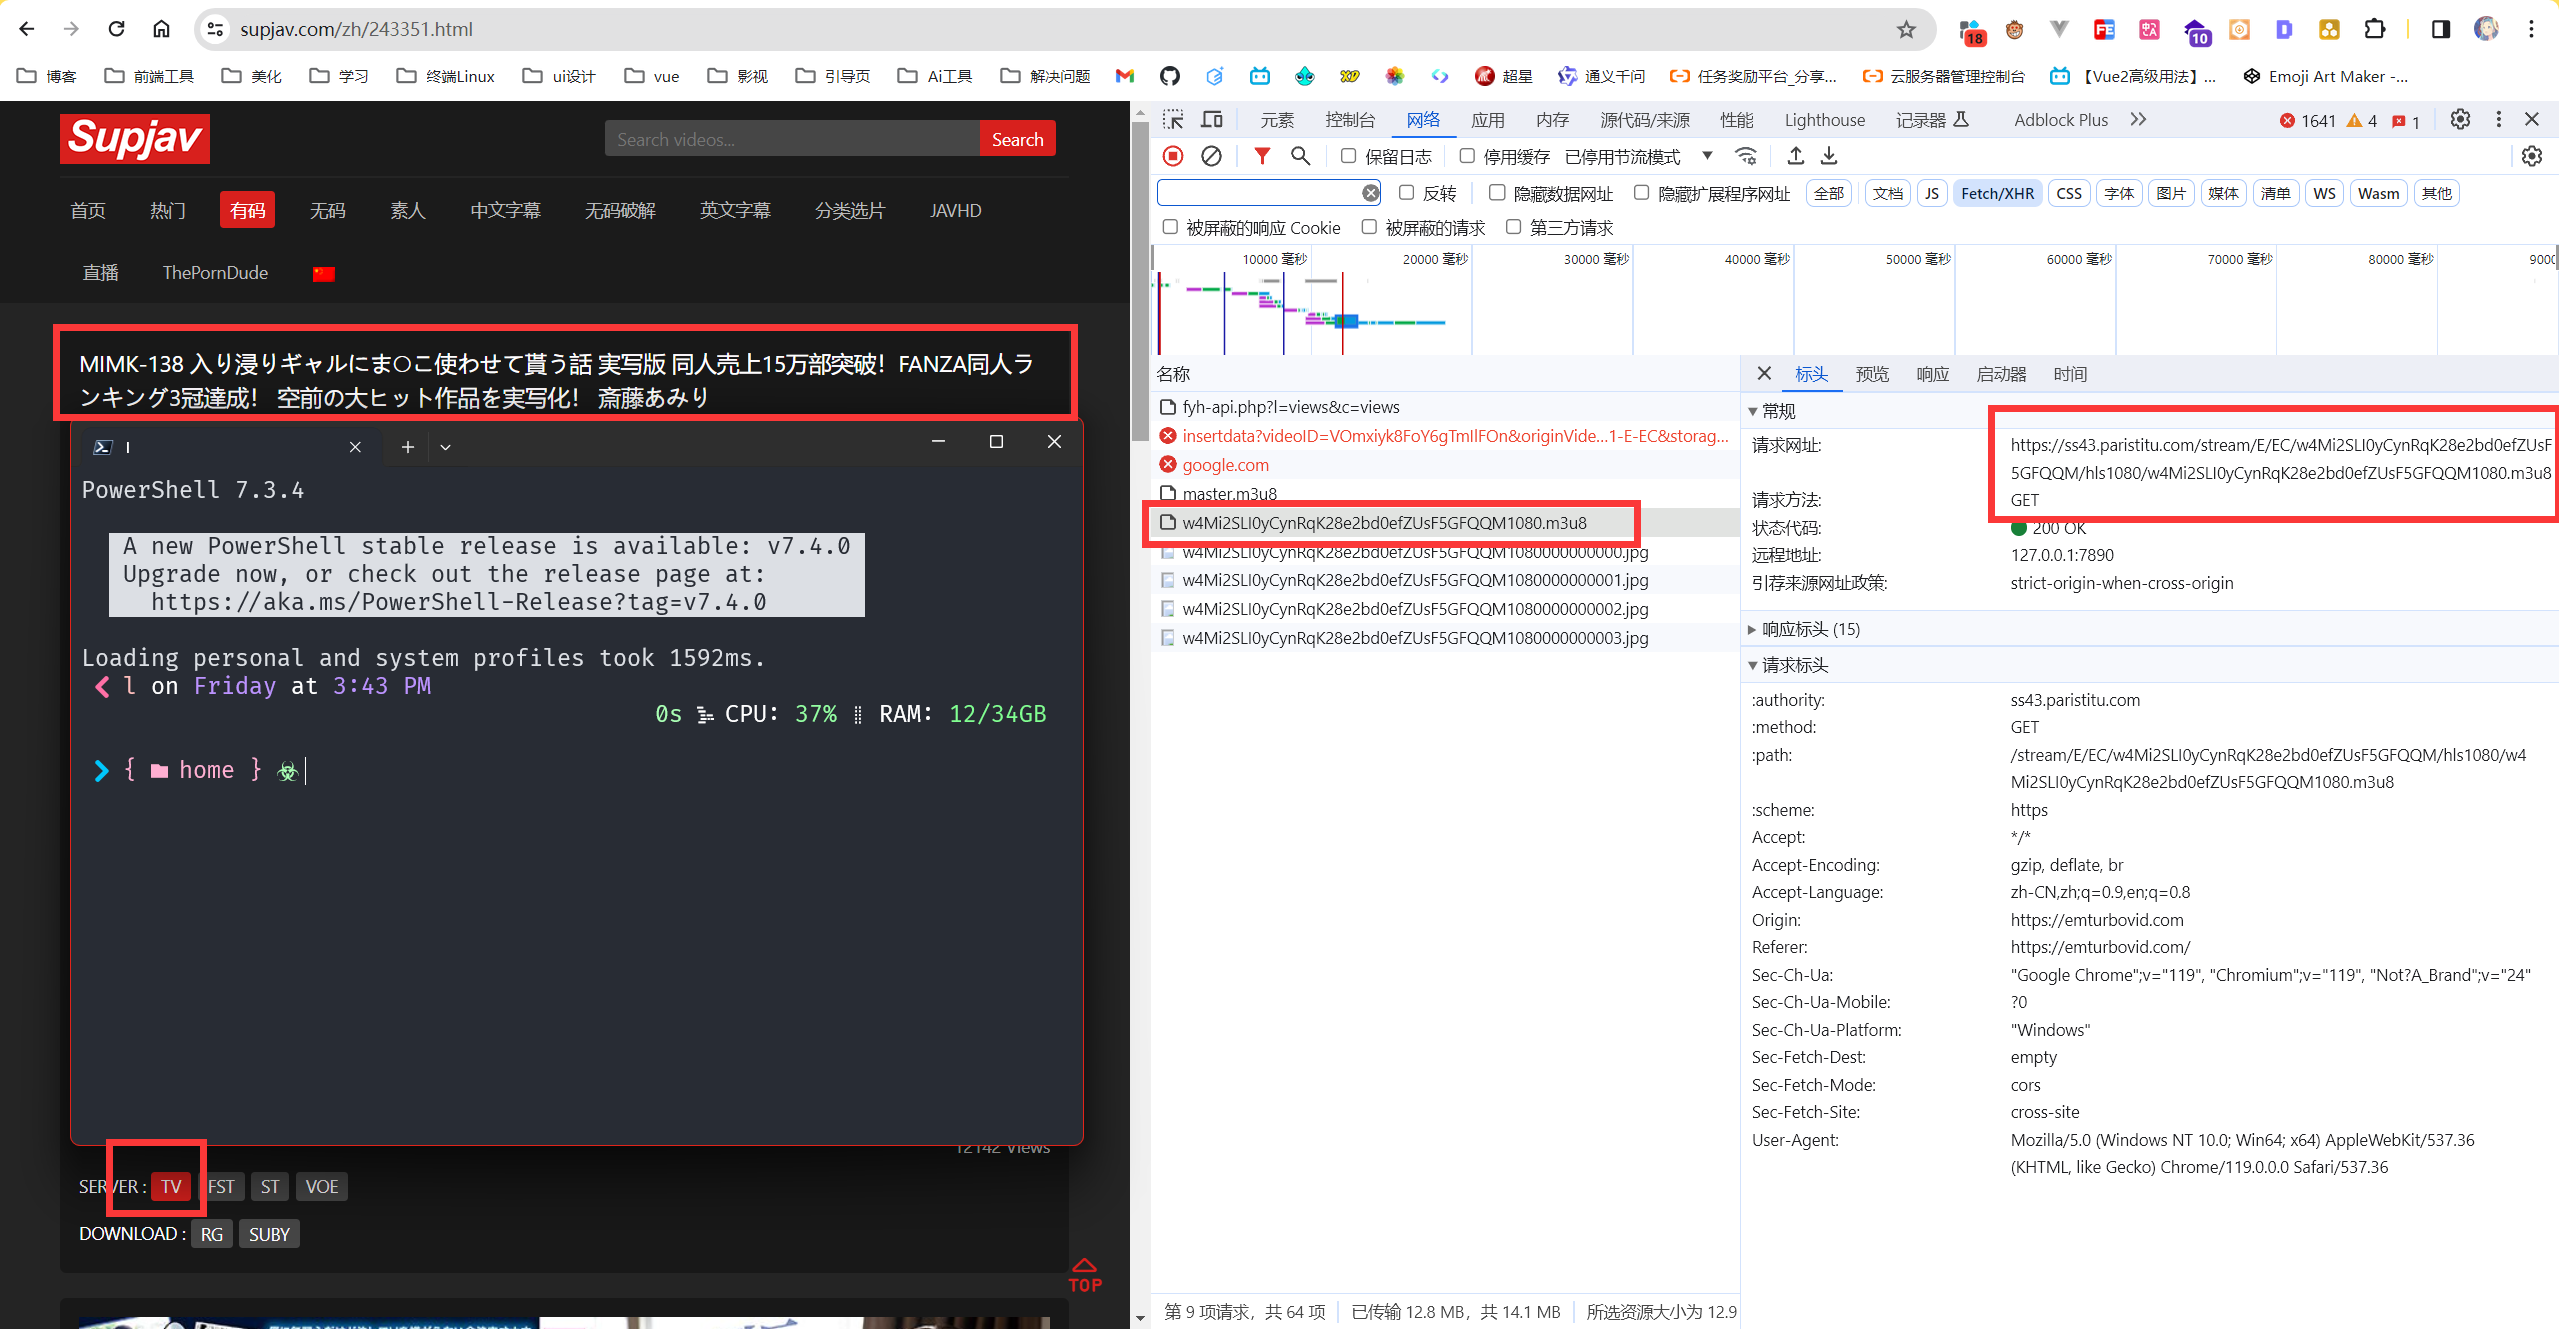 supjav.com/zh/243351.html
18
10
博客 前端工具 美化 学习 终端Linux ui设计 vue 影视 引导页 Ai工具 解决问题 超星 通义千问 任务奖励平台_分享... 云服务器管理控制台 【Vue2高级用法】... Emoji Art Maker -...
Supjav
Search videos...
Search
首页 热门 有码 无码 素人 中文字幕 无码破解 英文字幕 分类选片 JAVHD
直播 ThePornDude
MIMK-138 入り浸りギャルにま○こ使わせて貰う話 実写版 同人売上15万部突破！FANZA同人ラ
ンキング3冠達成！ 空前の大ヒット作品を実写化！ 斎藤あみり
l
PowerShell 7.3.4
A new PowerShell stable release is available: v7.4.0
Upgrade now, or check out the release page at:
https://aka.ms/PowerShell-Release?tag=v7.4.0
Loading personal and system profiles took 1592ms.
l on Friday at 3:43 PM
0s CPU: 37% RAM: 12/34GB
{ home }
12142 Views
SERVER : TV FST ST VOE
DOWNLOAD : RG SUBY
TOP
元素 控制台 网络 应用 内存 源代码/来源 性能 Lighthouse 记录器 Adblock Plus 1641 4 1
保留日志 停用缓存 已停用节流模式
反转 隐藏数据网址 隐藏扩展程序网址 全部 文档 JS Fetch/XHR CSS 字体 图片 媒体 清单 WS Wasm 其他
被屏蔽的响应 Cookie 被屏蔽的请求 第三方请求
10000 毫秒 20000 毫秒 30000 毫秒 40000 毫秒 50000 毫秒 60000 毫秒 70000 毫秒 80000 毫秒 9000
名称
fyh-api.php?l=views&c=views
insertdata?videoID=VOmxiyk8FoY6gTmIlFOn&originVide...1-E-EC&storag...
google.com
master.m3u8
w4Mi2SLI0yCynRqK28e2bd0efZUsF5GFQQM1080.m3u8
w4Mi2SLI0yCynRqK28e2bd0efZUsF5GFQQM1080000000000.jpg
w4Mi2SLI0yCynRqK28e2bd0efZUsF5GFQQM1080000000001.jpg
w4Mi2SLI0yCynRqK28e2bd0efZUsF5GFQQM1080000000002.jpg
w4Mi2SLI0yCynRqK28e2bd0efZUsF5GFQQM1080000000003.jpg
第 9 项请求，共 64 项 已传输 12.8 MB，共 14.1 MB 所选资源大小为 12.9
标头 预览 响应 启动器 时间
常规
请求网址: https://ss43.paristitu.com/stream/E/EC/w4Mi2SLI0yCynRqK28e2bd0efZUsF
5GFQQM/hls1080/w4Mi2SLI0yCynRqK28e2bd0efZUsF5GFQQM1080.m3u8
请求方法: GET
状态代码: 200 OK
远程地址: 127.0.0.1:7890
引荐来源网址政策: strict-origin-when-cross-origin
响应标头 (15)
请求标头
:authority: ss43.paristitu.com
:method: GET
:path: /stream/E/EC/w4Mi2SLI0yCynRqK28e2bd0efZUsF5GFQQM/hls1080/w4
Mi2SLI0yCynRqK28e2bd0efZUsF5GFQQM1080.m3u8
:scheme: https
Accept: */*
Accept-Encoding: gzip, deflate, br
Accept-Language: zh-CN,zh;q=0.9,en;q=0.8
Origin: https://emturbovid.com
Referer: https://emturbovid.com/
Sec-Ch-Ua: "Google Chrome";v="119", "Chromium";v="119", "Not?A_Brand";v="24"
Sec-Ch-Ua-Mobile: ?0
Sec-Ch-Ua-Platform: "Windows"
Sec-Fetch-Dest: empty
Sec-Fetch-Mode: cors
Sec-Fetch-Site: cross-site
User-Agent: Mozilla/5.0 (Windows NT 10.0; Win64; x64) AppleWebKit/537.36
(KHTML, like Gecko) Chrome/119.0.0.0 Safari/537.36